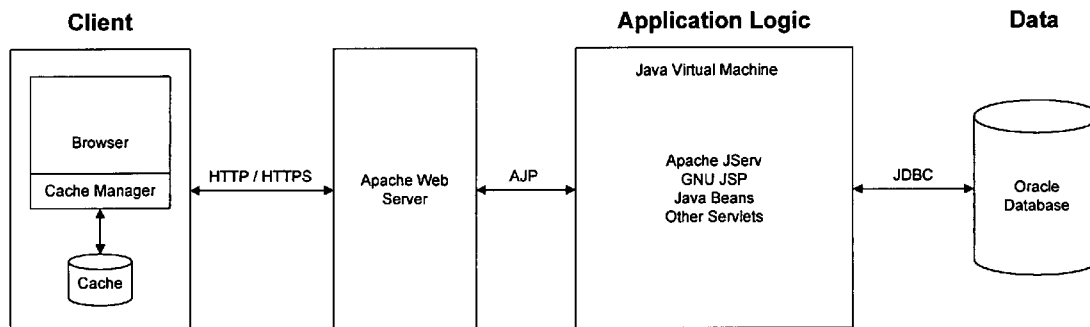 Client
Application Logic
Data
Java Virtual Machine
Browser
Cache Manager
Cache
HTTP / HTTPS
Apache Web
Server
AJP
Apache JServ
GNU JSP
Java Beans
Other Servlets
JDBC
Oracle
Database